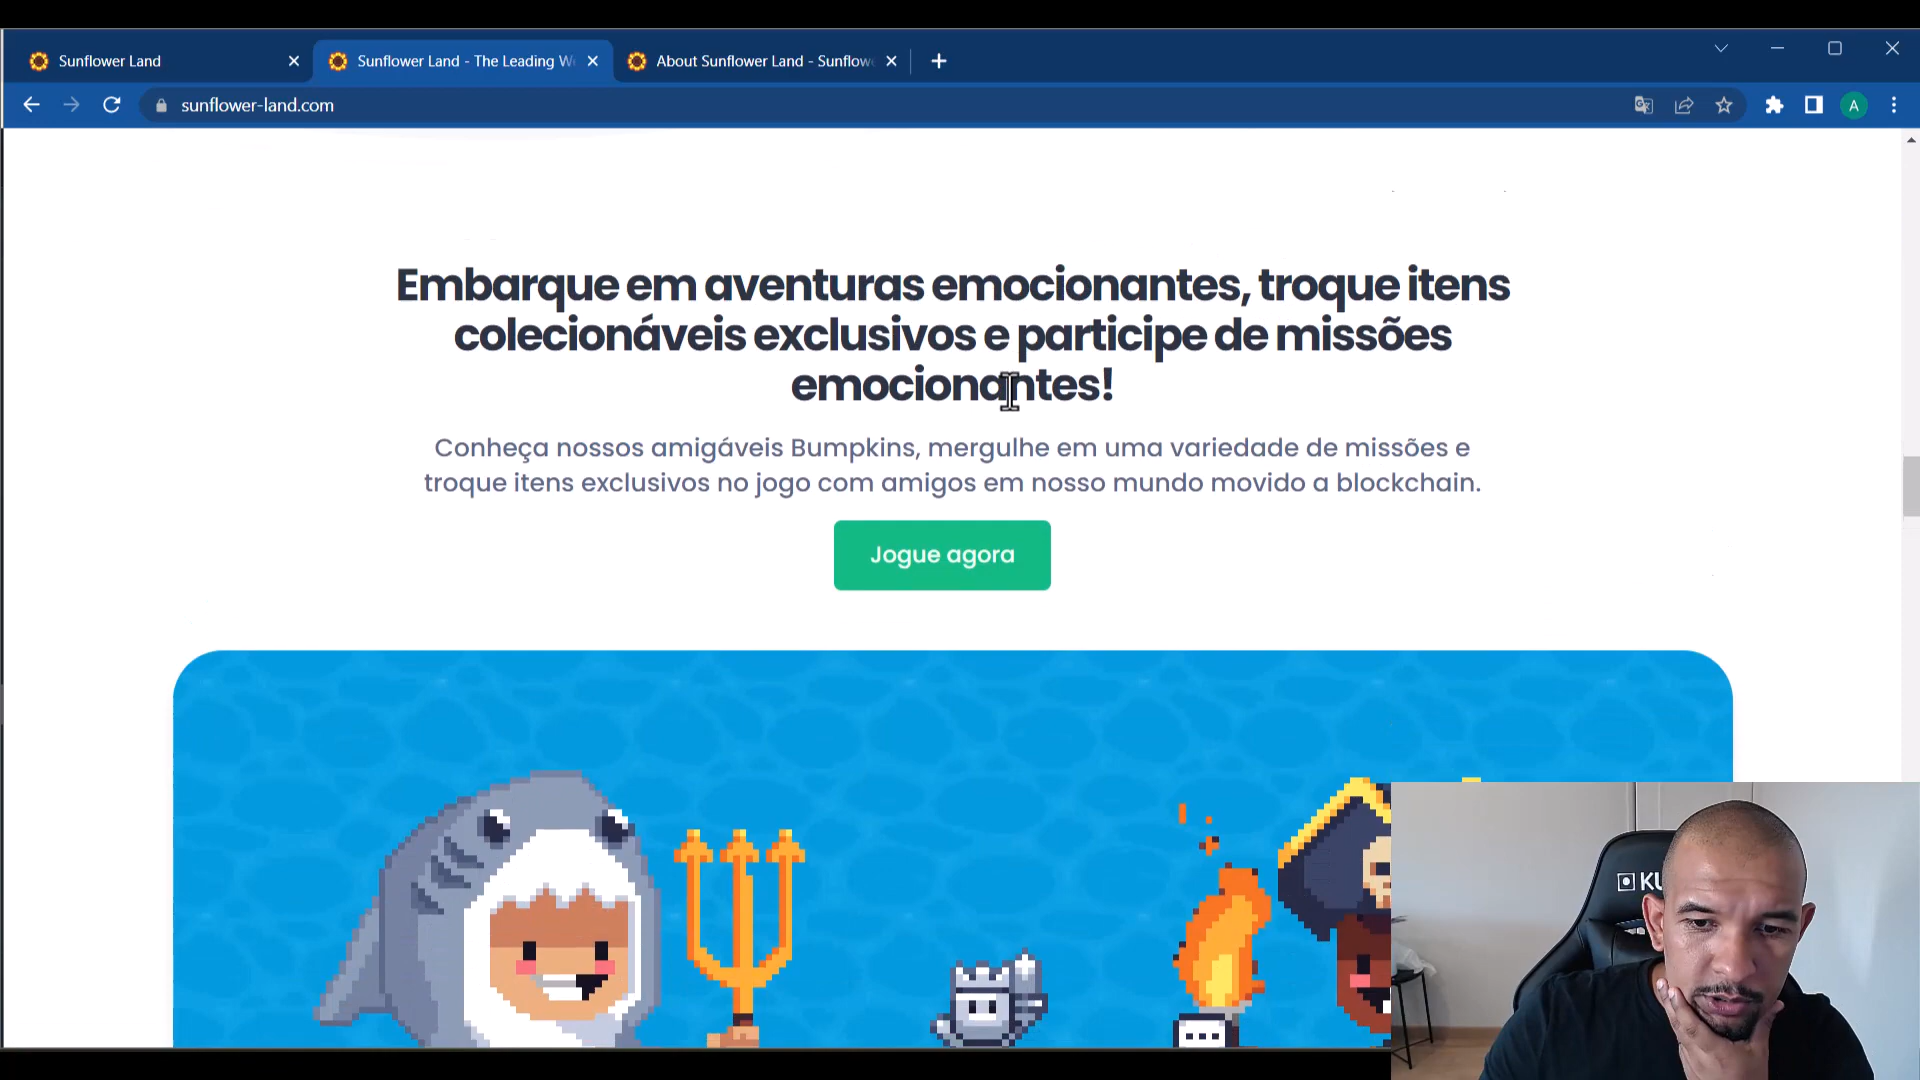 Sunflower Land
Sunflower Land - The Leading W
About Sunflower Land - Sunflow
sunflower-land.com
A
Embarque em aventuras emocionantes, troque itens
colecionáveis exclusivos e participe de missões
emocionantes!
Conheça nossos amigáveis Bumpkins, mergulhe em uma variedade de missões e
troque itens exclusivos no jogo com amigos em nosso mundo movido a blockchain.
Jogue agora
KU